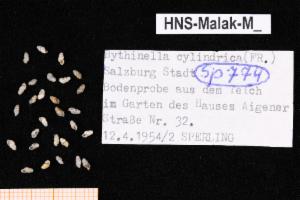 HNS-Malak-M_
Bythinella cylindrica(FR.)
Salzburg Stadt
Sp774
Bodenprobe aus dem Teich
im Garten des Hauses Aigener
Straße Nr. 32.
12.4.1954/2 SPERLING